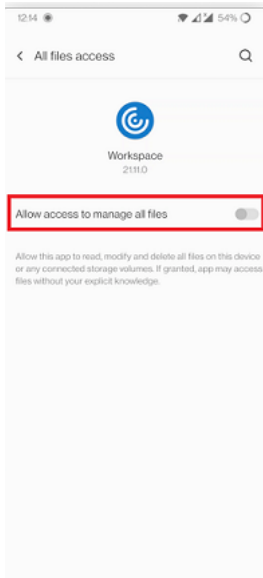 12:14 54%
All files access
Workspace
21.11.0
Allow access to manage all files
Allow this app to read, modify and delete all files on this device
or any connected storage volumes. If granted, app may access
files without your explicit knowledge.